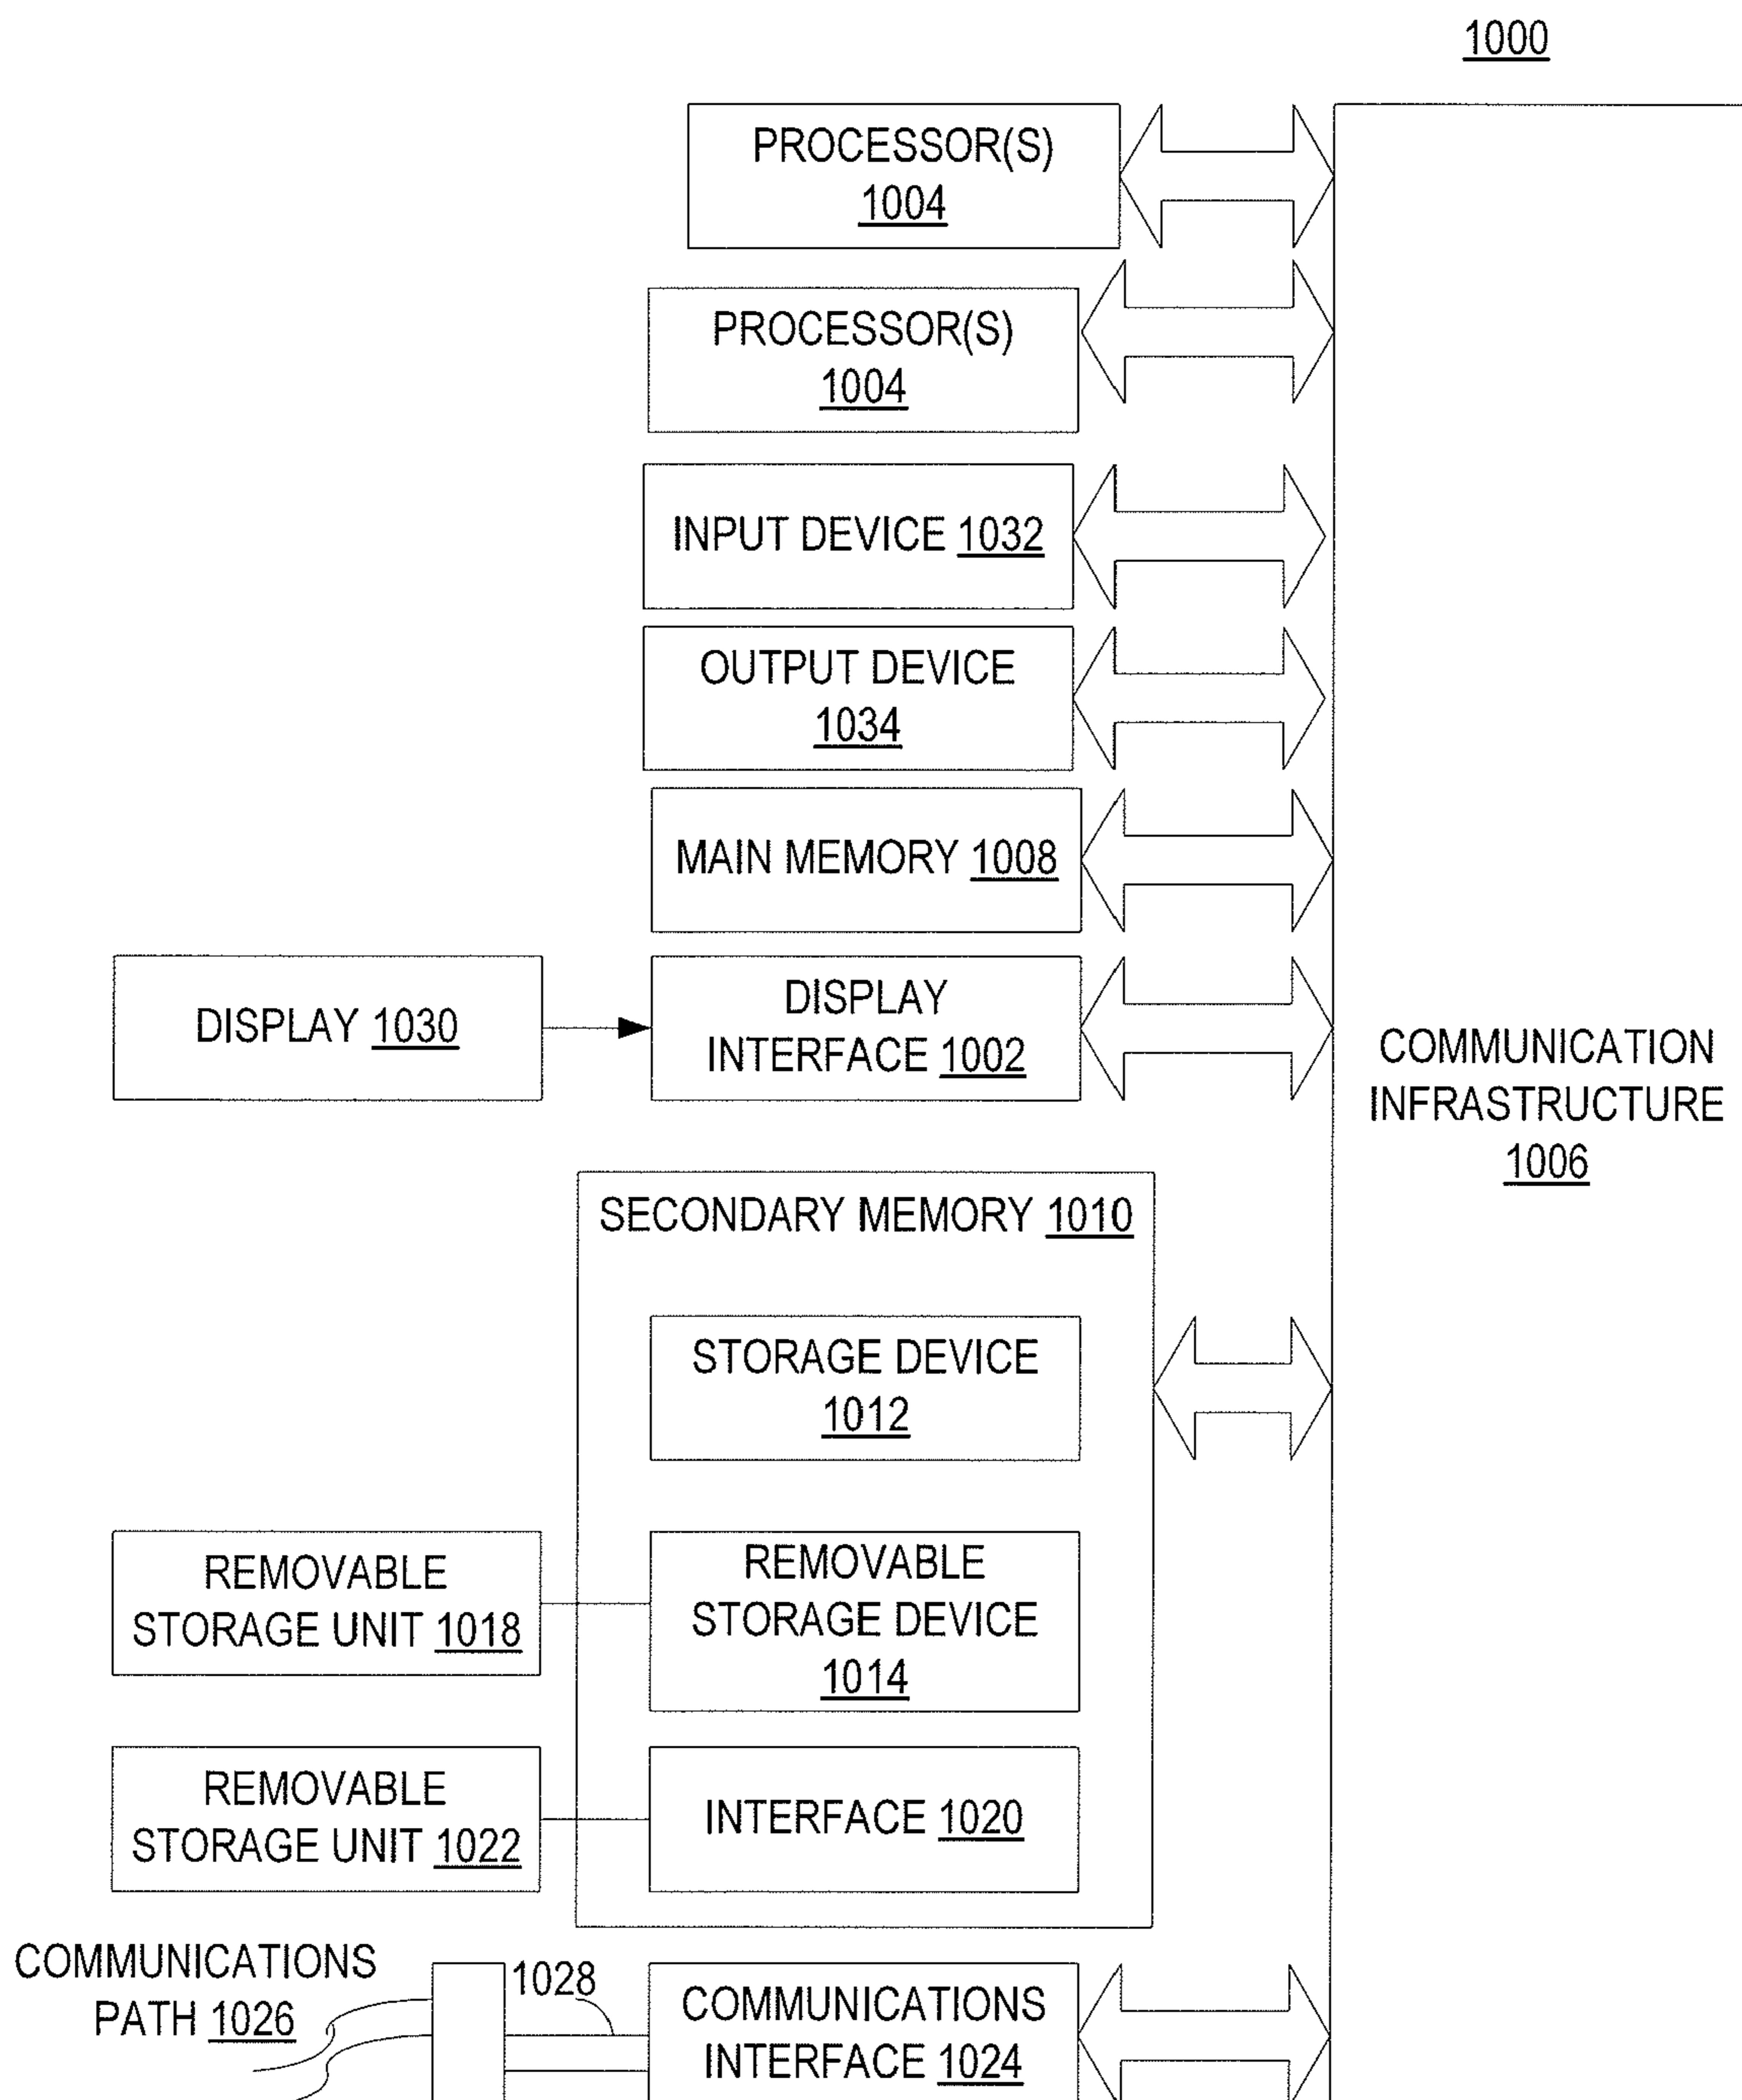 1000
PROCESSOR(S)
1004
PROCESSOR(S)
1004
INPUT DEVICE 1032
OUTPUT DEVICE
1034
MAIN MEMORY 1008
DISPLAY 1030
DISPLAY
INTERFACE 1002
COMMUNICATION
INFRASTRUCTURE
1006
SECONDARY MEMORY 1010
STORAGE DEVICE
1012
REMOVABLE
STORAGE UNIT 1018
REMOVABLE
STORAGE DEVICE
1014
REMOVABLE
STORAGE UNIT 1022
INTERFACE 1020
COMMUNICATIONS
PATH 1026
1028
COMMUNICATIONS
INTERFACE 1024